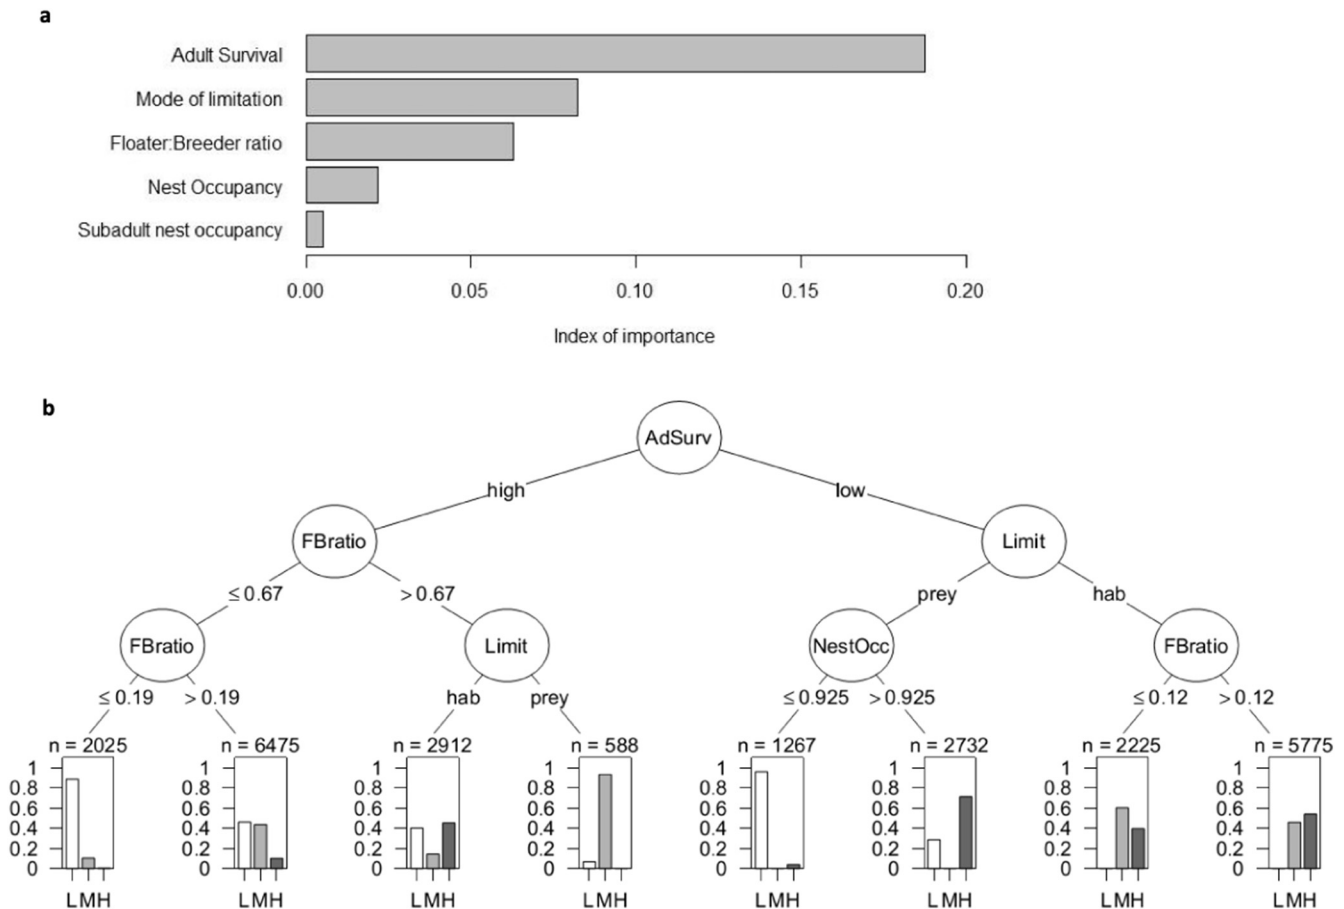 a
Adult Survival
Mode of limitation
Floater:Breeder ratio
Nest Occupancy
Subadult nest occupancy
0.00 0.05 0.10 0.15 0.20
Index of importance
b
AdSurv
high low
FBratio Limit
≤ 0.67 > 0.67 prey hab
FBratio Limit NestOcc FBratio
≤ 0.19 > 0.19 hab prey ≤ 0.925 > 0.925 ≤ 0.12 > 0.12
n = 2025 n = 6475 n = 2912 n = 588 n = 1267 n = 2732 n = 2225 n = 5775
1 1 1 1 1 1 1 1
0.8 0.8 0.8 0.8 0.8 0.8 0.8 0.8
0.6 0.6 0.6 0.6 0.6 0.6 0.6 0.6
0.4 0.4 0.4 0.4 0.4 0.4 0.4 0.4
0.2 0.2 0.2 0.2 0.2 0.2 0.2 0.2
0 0 0 0 0 0 0 0
LMH LMH LMH LMH LMH LMH LMH LMH